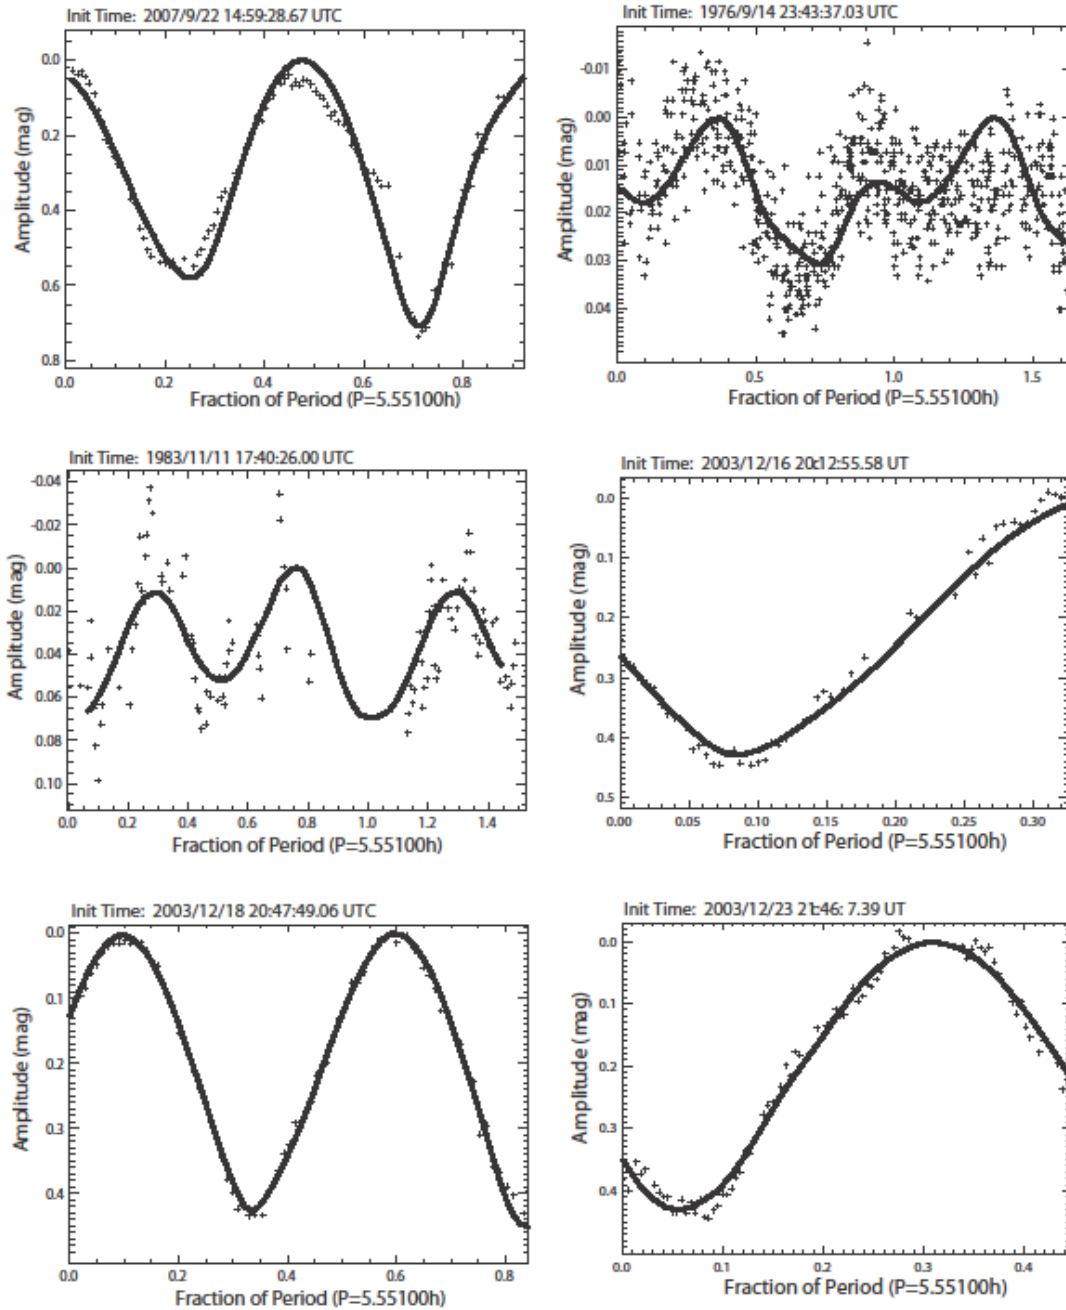 Init Time: 2007/9/22 14:59:28.67 UTC
Amplitude (mag)
0.0
0.2
0.4
0.6
0.8
0.0 0.2 0.4 0.6 0.8
Fraction of Period (P=5.55100h)
Init Time: 1976/9/14 23:43:37.03 UTC
Amplitude (mag)
-0.01
0.00
0.01
0.02
0.03
0.04
0.0 0.5 1.0 1.5
Fraction of Period (P=5.55100h)
Init Time: 1983/11/11 17:40:26.00 UTC
Amplitude (mag)
-0.04
-0.02
0.00
0.02
0.04
0.06
0.08
0.10
0.0 0.2 0.4 0.6 0.8 1.0 1.2 1.4
Fraction of Period (P=5.55100h)
Init Time: 2003/12/16 20:12:55.58 UT
Amplitude (mag)
0.0
0.1
0.2
0.3
0.4
0.5
0.00 0.05 0.10 0.15 0.20 0.25 0.30
Fraction of Period (P=5.55100h)
Init Time: 2003/12/18 20:47:49.06 UTC
Amplitude (mag)
0.0
0.1
0.2
0.3
0.4
0.0 0.2 0.4 0.6 0.8
Fraction of Period (P=5.55100h)
Init Time: 2003/12/23 21:46: 7.39 UT
Amplitude (mag)
0.0
0.1
0.2
0.3
0.4
0.0 0.1 0.2 0.3 0.4
Fraction of Period (P=5.55100h)